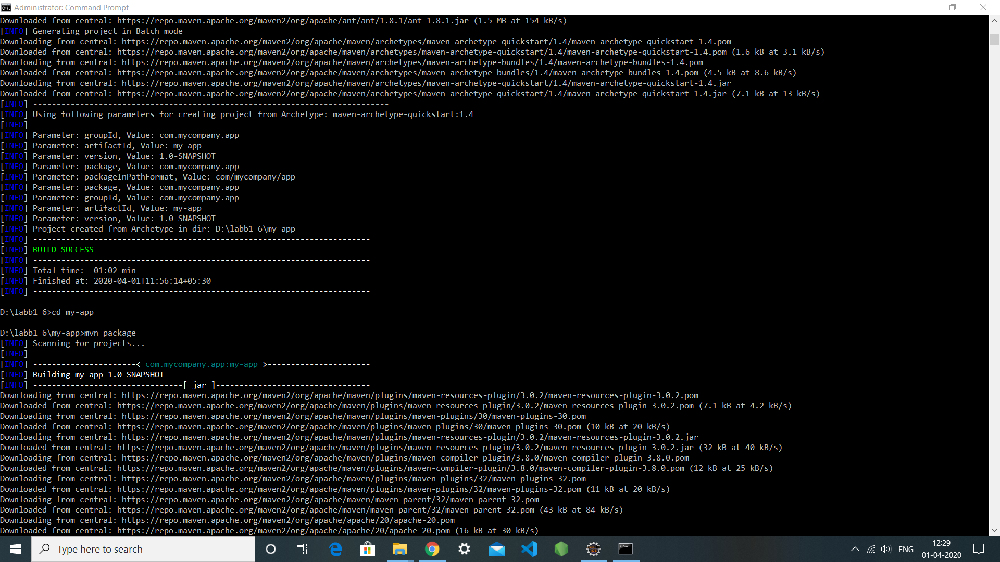 Administrator: Command Prompt
Downloaded from central: https://repo.maven.apache.org/maven2/org/apache/ant/ant/1.8.1/ant-1.8.1.jar (1.5 MB at 154 kB/s)
[INFO] Generating project in Batch mode
Downloading from central: https://repo.maven.apache.org/maven2/org/apache/maven/archetypes/maven-archetype-quickstart/1.4/maven-archetype-quickstart-1.4.pom
Downloaded from central: https://repo.maven.apache.org/maven2/org/apache/maven/archetypes/maven-archetype-quickstart/1.4/maven-archetype-quickstart-1.4.pom (1.6 kB at 3.1 kB/s)
Downloading from central: https://repo.maven.apache.org/maven2/org/apache/maven/archetypes/maven-archetype-bundles/1.4/maven-archetype-bundles-1.4.pom
Downloaded from central: https://repo.maven.apache.org/maven2/org/apache/maven/archetypes/maven-archetype-bundles/1.4/maven-archetype-bundles-1.4.pom (4.5 kB at 8.6 kB/s)
Downloading from central: https://repo.maven.apache.org/maven2/org/apache/maven/archetypes/maven-archetype-quickstart/1.4/maven-archetype-quickstart-1.4.jar
Downloaded from central: https://repo.maven.apache.org/maven2/org/apache/maven/archetypes/maven-archetype-quickstart/1.4/maven-archetype-quickstart-1.4.jar (7.1 kB at 13 kB/s)
[INFO] ----------------------------------------------------------------------------
[INFO] Using following parameters for creating project from Archetype: maven-archetype-quickstart:1.4
[INFO] ----------------------------------------------------------------------------
[INFO] Parameter: groupId, Value: com.mycompany.app
[INFO] Parameter: artifactId, Value: my-app
[INFO] Parameter: version, Value: 1.0-SNAPSHOT
[INFO] Parameter: package, Value: com.mycompany.app
[INFO] Parameter: packageInPathFormat, Value: com/mycompany/app
[INFO] Parameter: package, Value: com.mycompany.app
[INFO] Parameter: groupId, Value: com.mycompany.app
[INFO] Parameter: artifactId, Value: my-app
[INFO] Parameter: version, Value: 1.0-SNAPSHOT
[INFO] Project created from Archetype in dir: D:\labb1_6\my-app
[INFO] ------------------------------------------------------------------------
[INFO] BUILD SUCCESS
[INFO] ------------------------------------------------------------------------
[INFO] Total time:  01:02 min
[INFO] Finished at: 2020-04-01T11:56:14+05:30
[INFO] ------------------------------------------------------------------------
D:\labb1_6>cd my-app
D:\labb1_6\my-app>mvn package
[INFO] Scanning for projects...
[INFO]
[INFO] ----------------------< com.mycompany.app:my-app >----------------------
[INFO] Building my-app 1.0-SNAPSHOT
[INFO] --------------------------------[ jar ]---------------------------------
Downloading from central: https://repo.maven.apache.org/maven2/org/apache/maven/plugins/maven-resources-plugin/3.0.2/maven-resources-plugin-3.0.2.pom
Downloaded from central: https://repo.maven.apache.org/maven2/org/apache/maven/plugins/maven-resources-plugin/3.0.2/maven-resources-plugin-3.0.2.pom (7.1 kB at 4.2 kB/s)
Downloading from central: https://repo.maven.apache.org/maven2/org/apache/maven/plugins/maven-plugins/30/maven-plugins-30.pom
Downloaded from central: https://repo.maven.apache.org/maven2/org/apache/maven/plugins/maven-plugins/30/maven-plugins-30.pom (10 kB at 20 kB/s)
Downloading from central: https://repo.maven.apache.org/maven2/org/apache/maven/plugins/maven-resources-plugin/3.0.2/maven-resources-plugin-3.0.2.jar
Downloaded from central: https://repo.maven.apache.org/maven2/org/apache/maven/plugins/maven-resources-plugin/3.0.2/maven-resources-plugin-3.0.2.jar (32 kB at 40 kB/s)
Downloading from central: https://repo.maven.apache.org/maven2/org/apache/maven/plugins/maven-compiler-plugin/3.8.0/maven-compiler-plugin-3.8.0.pom
Downloaded from central: https://repo.maven.apache.org/maven2/org/apache/maven/plugins/maven-compiler-plugin/3.8.0/maven-compiler-plugin-3.8.0.pom (12 kB at 25 kB/s)
Downloading from central: https://repo.maven.apache.org/maven2/org/apache/maven/plugins/maven-plugins/32/maven-plugins-32.pom
Downloaded from central: https://repo.maven.apache.org/maven2/org/apache/maven/plugins/maven-plugins/32/maven-plugins-32.pom (11 kB at 20 kB/s)
Downloading from central: https://repo.maven.apache.org/maven2/org/apache/maven/maven-parent/32/maven-parent-32.pom
Downloaded from central: https://repo.maven.apache.org/maven2/org/apache/maven/maven-parent/32/maven-parent-32.pom (43 kB at 84 kB/s)
Downloading from central: https://repo.maven.apache.org/maven2/org/apache/apache/20/apache-20.pom
Downloaded from central: https://repo.maven.apache.org/maven2/org/apache/apache/20/apache-20.pom (16 kB at 30 kB/s)
Type here to search
ENG
12:29
01-04-2020